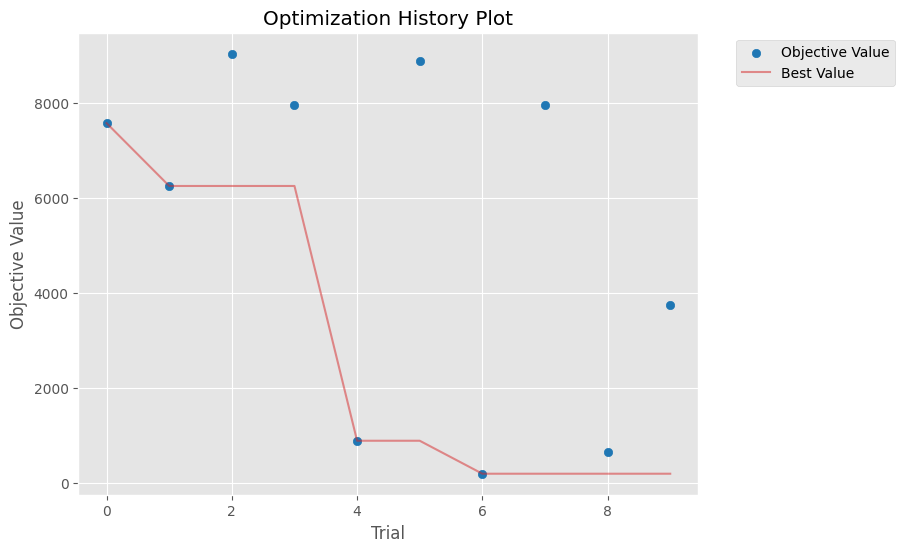 Optimization History Plot
Objective Value
Best Value
8000
6000
4000
2000
0
Objective Value
0 2 4 6 8
Trial